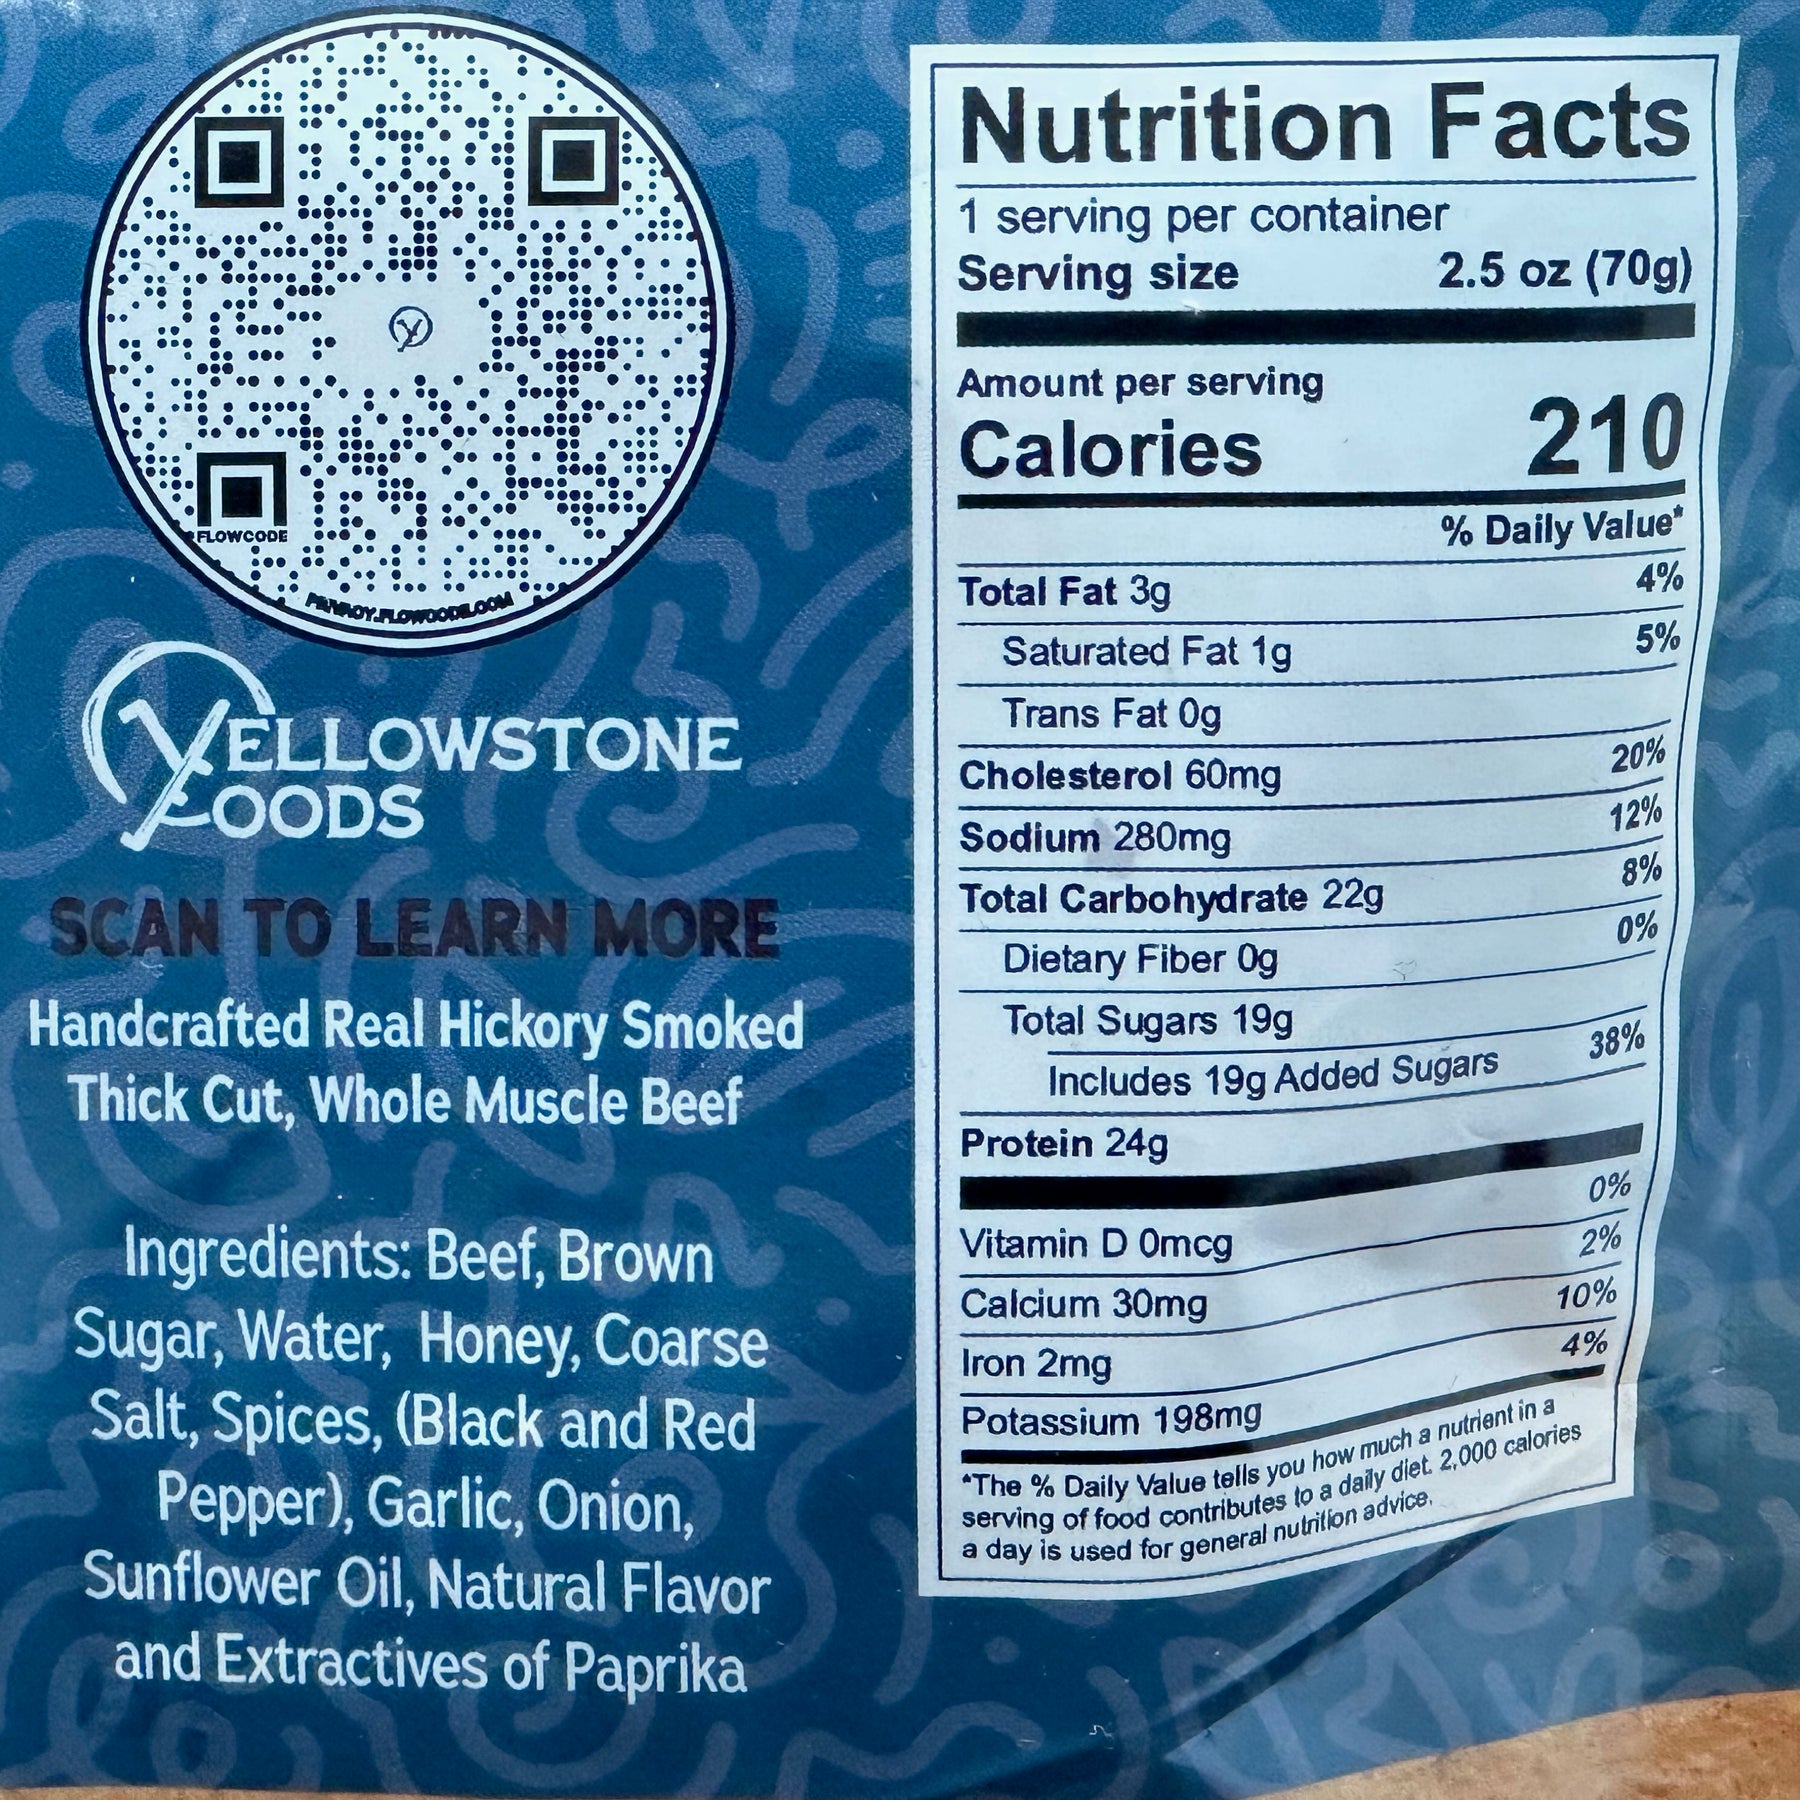 FLOWCODE
PRIVACY.FLOWCODE.COM
YELLOWSTONE
FOODS
SCAN TO LEARN MORE
Handcrafted Real Hickory Smoked
Thick Cut, Whole Muscle Beef
Ingredients: Beef, Brown
Sugar, Water, Honey, Coarse
Salt, Spices, (Black and Red
Pepper), Garlic, Onion,
Sunflower Oil, Natural Flavor
and Extractives of Paprika
Nutrition Facts
1 serving per container
Serving size 2.5 oz (70g)
Amount per serving
Calories 210
% Daily Value*
Total Fat 3g 4%
Saturated Fat 1g 5%
Trans Fat 0g
Cholesterol 60mg 20%
Sodium 280mg 12%
Total Carbohydrate 22g 8%
Dietary Fiber 0g 0%
Total Sugars 19g
Includes 19g Added Sugars 38%
Protein 24g
Vitamin D 0mcg 0%
Calcium 30mg 2%
Iron 2mg 10%
Potassium 198mg 4%
*The % Daily Value tells you how much a nutrient in a
serving of food contributes to a daily diet. 2,000 calories
a day is used for general nutrition advice.